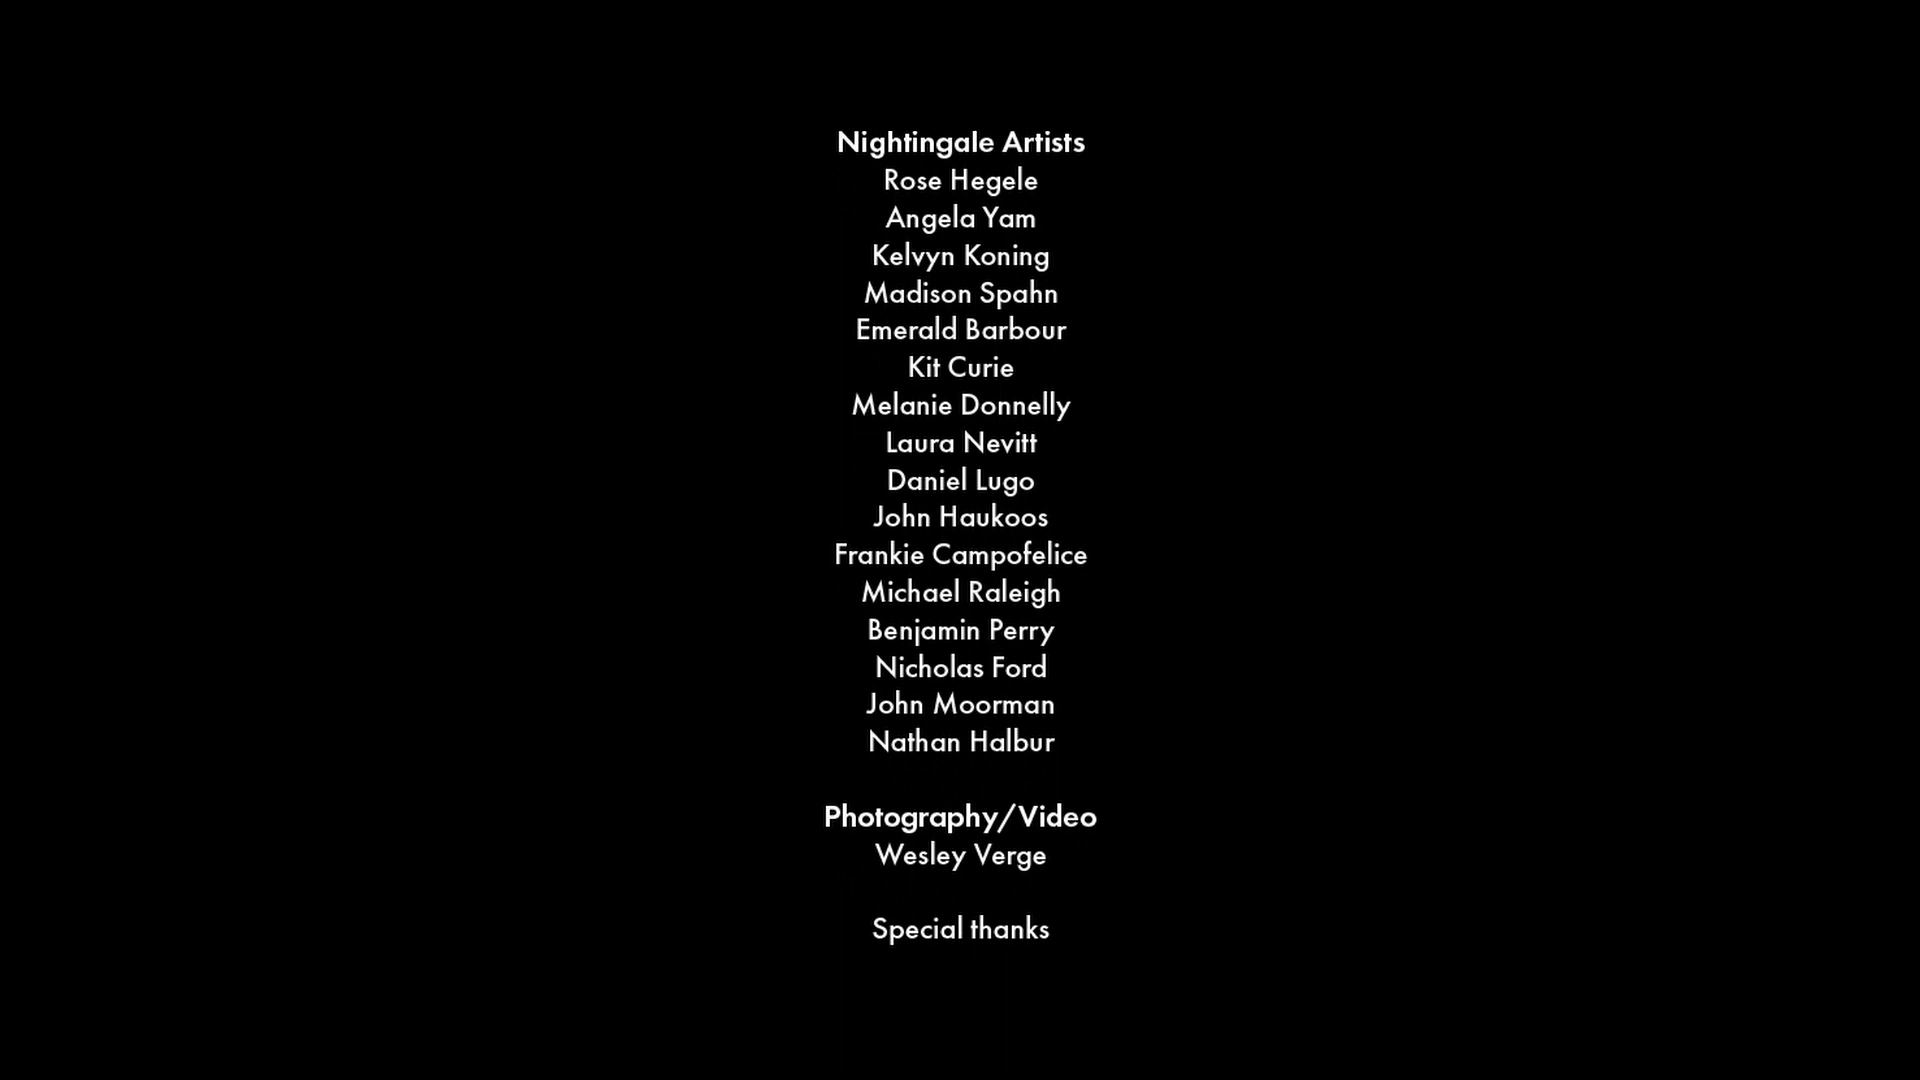 Nightingale Artists
Rose Hegele
Angela Yam
Kelvyn Koning
Madison Spahn
Emerald Barbour
Kit Curie
Melanie Donnelly
Laura Nevitt
Daniel Lugo
John Haukoos
Frankie Campofelice
Michael Raleigh
Benjamin Perry
Nicholas Ford
John Moorman
Nathan Halbur
Photography/Video
Wesley Verge
Special thanks